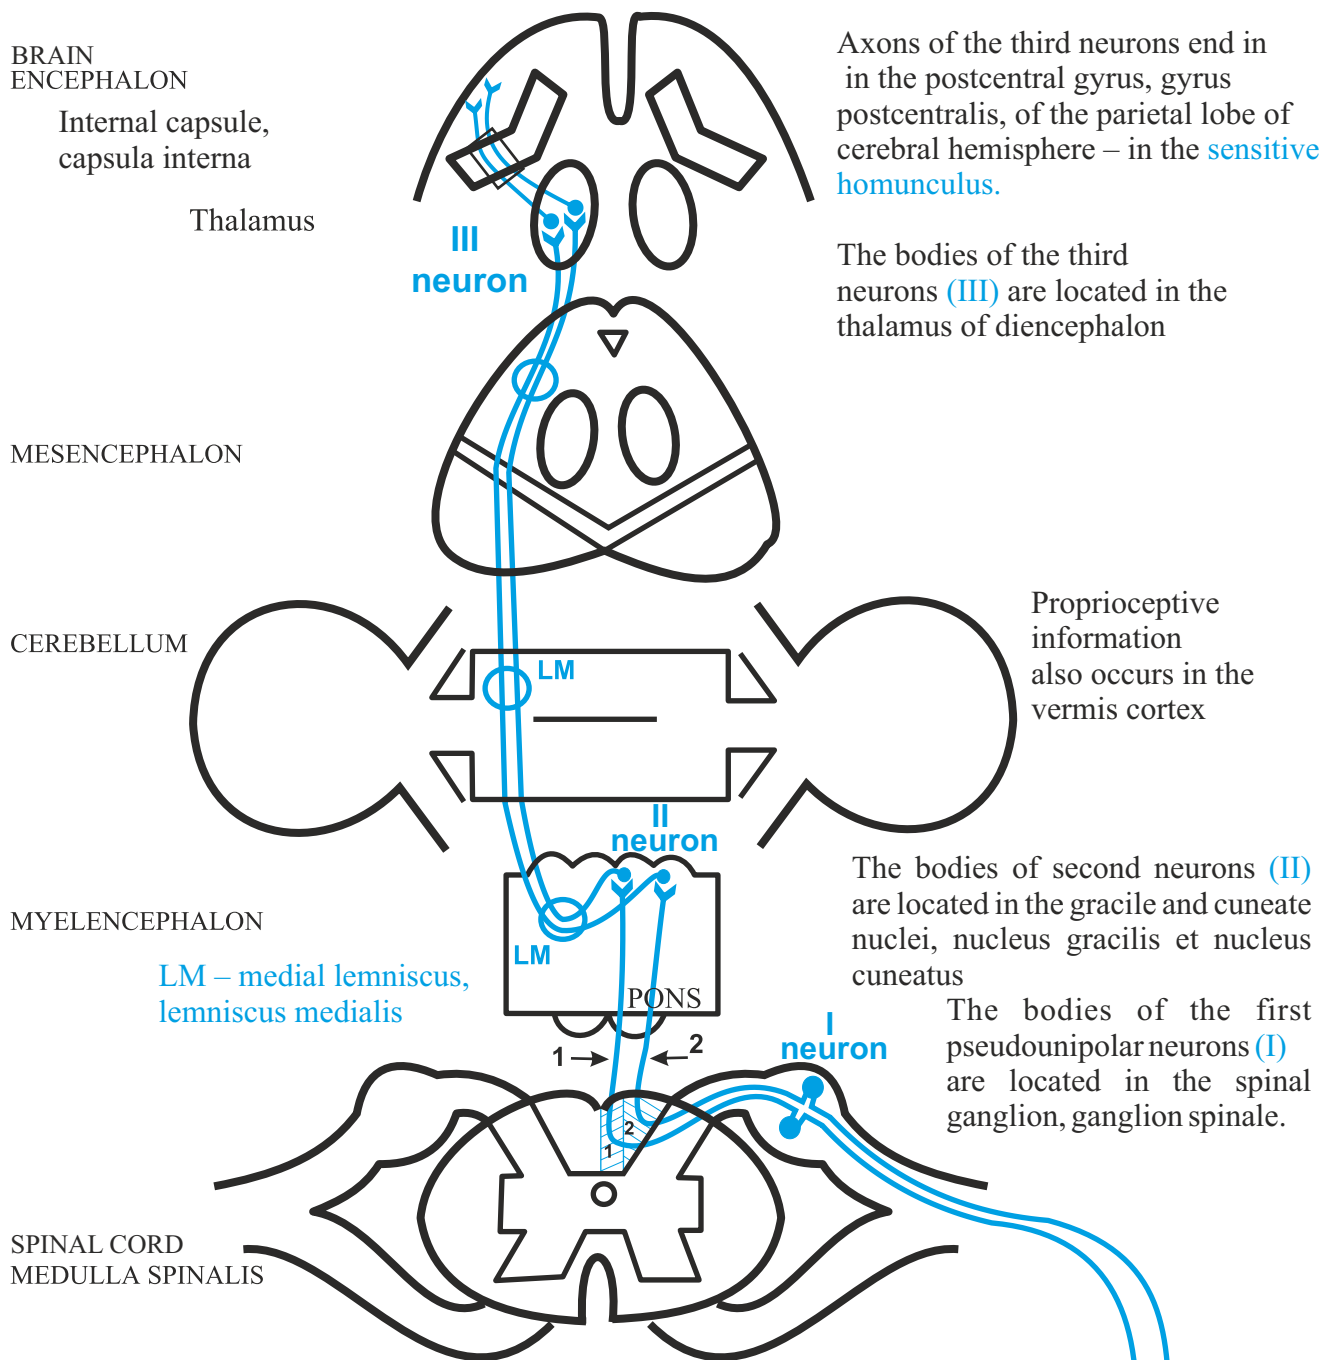 BRAIN
ENCEPHALON
Internal capsule,
capsula interna
Thalamus
III
neuron
Axons of the third neurons end in
in the postcentral gyrus, gyrus
postcentralis, of the parietal lobe of
cerebral hemisphere – in the sensitive
homunculus.
The bodies of the third
neurons (III) are located in the
thalamus of diencephalon
MESENCEPHALON
CEREBELLUM
LM
Proprioceptive
information
also occurs in the
vermis cortex
II
neuron
MYELENCEPHALON
LM
LM – medial lemniscus,
lemniscus medialis
PONS
The bodies of second neurons (II)
are located in the gracile and cuneate
nuclei, nucleus gracilis et nucleus
cuneatus
The bodies of the first
pseudounipolar neurons (I)
are located in the spinal
ganglion, ganglion spinale.
I
neuron
1
2
1
2
SPINAL CORD
MEDULLA SPINALIS